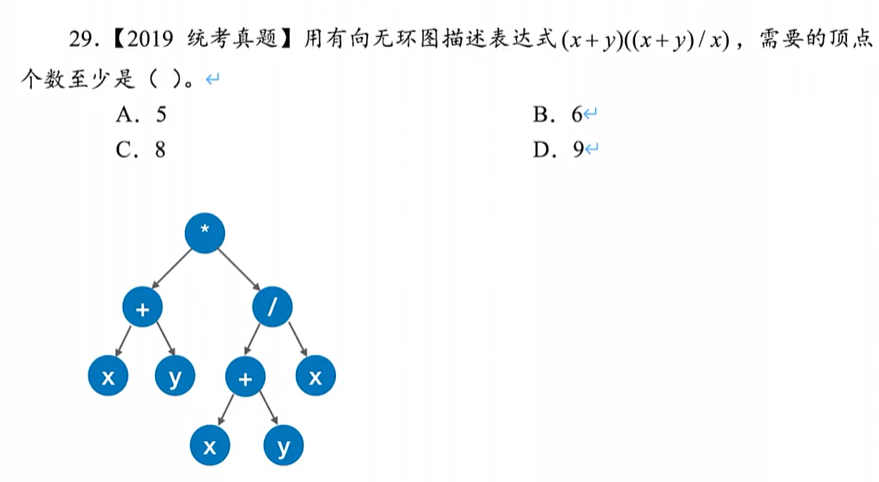 29.【2019 统考真题】用有向无环图描述表达式(x+y)((x+y)/x)，需要的顶点
个数至少是（ ）。↵
A. 5 B. 6↵
C. 8 D. 9↵
*
+ /
x y + x
x y